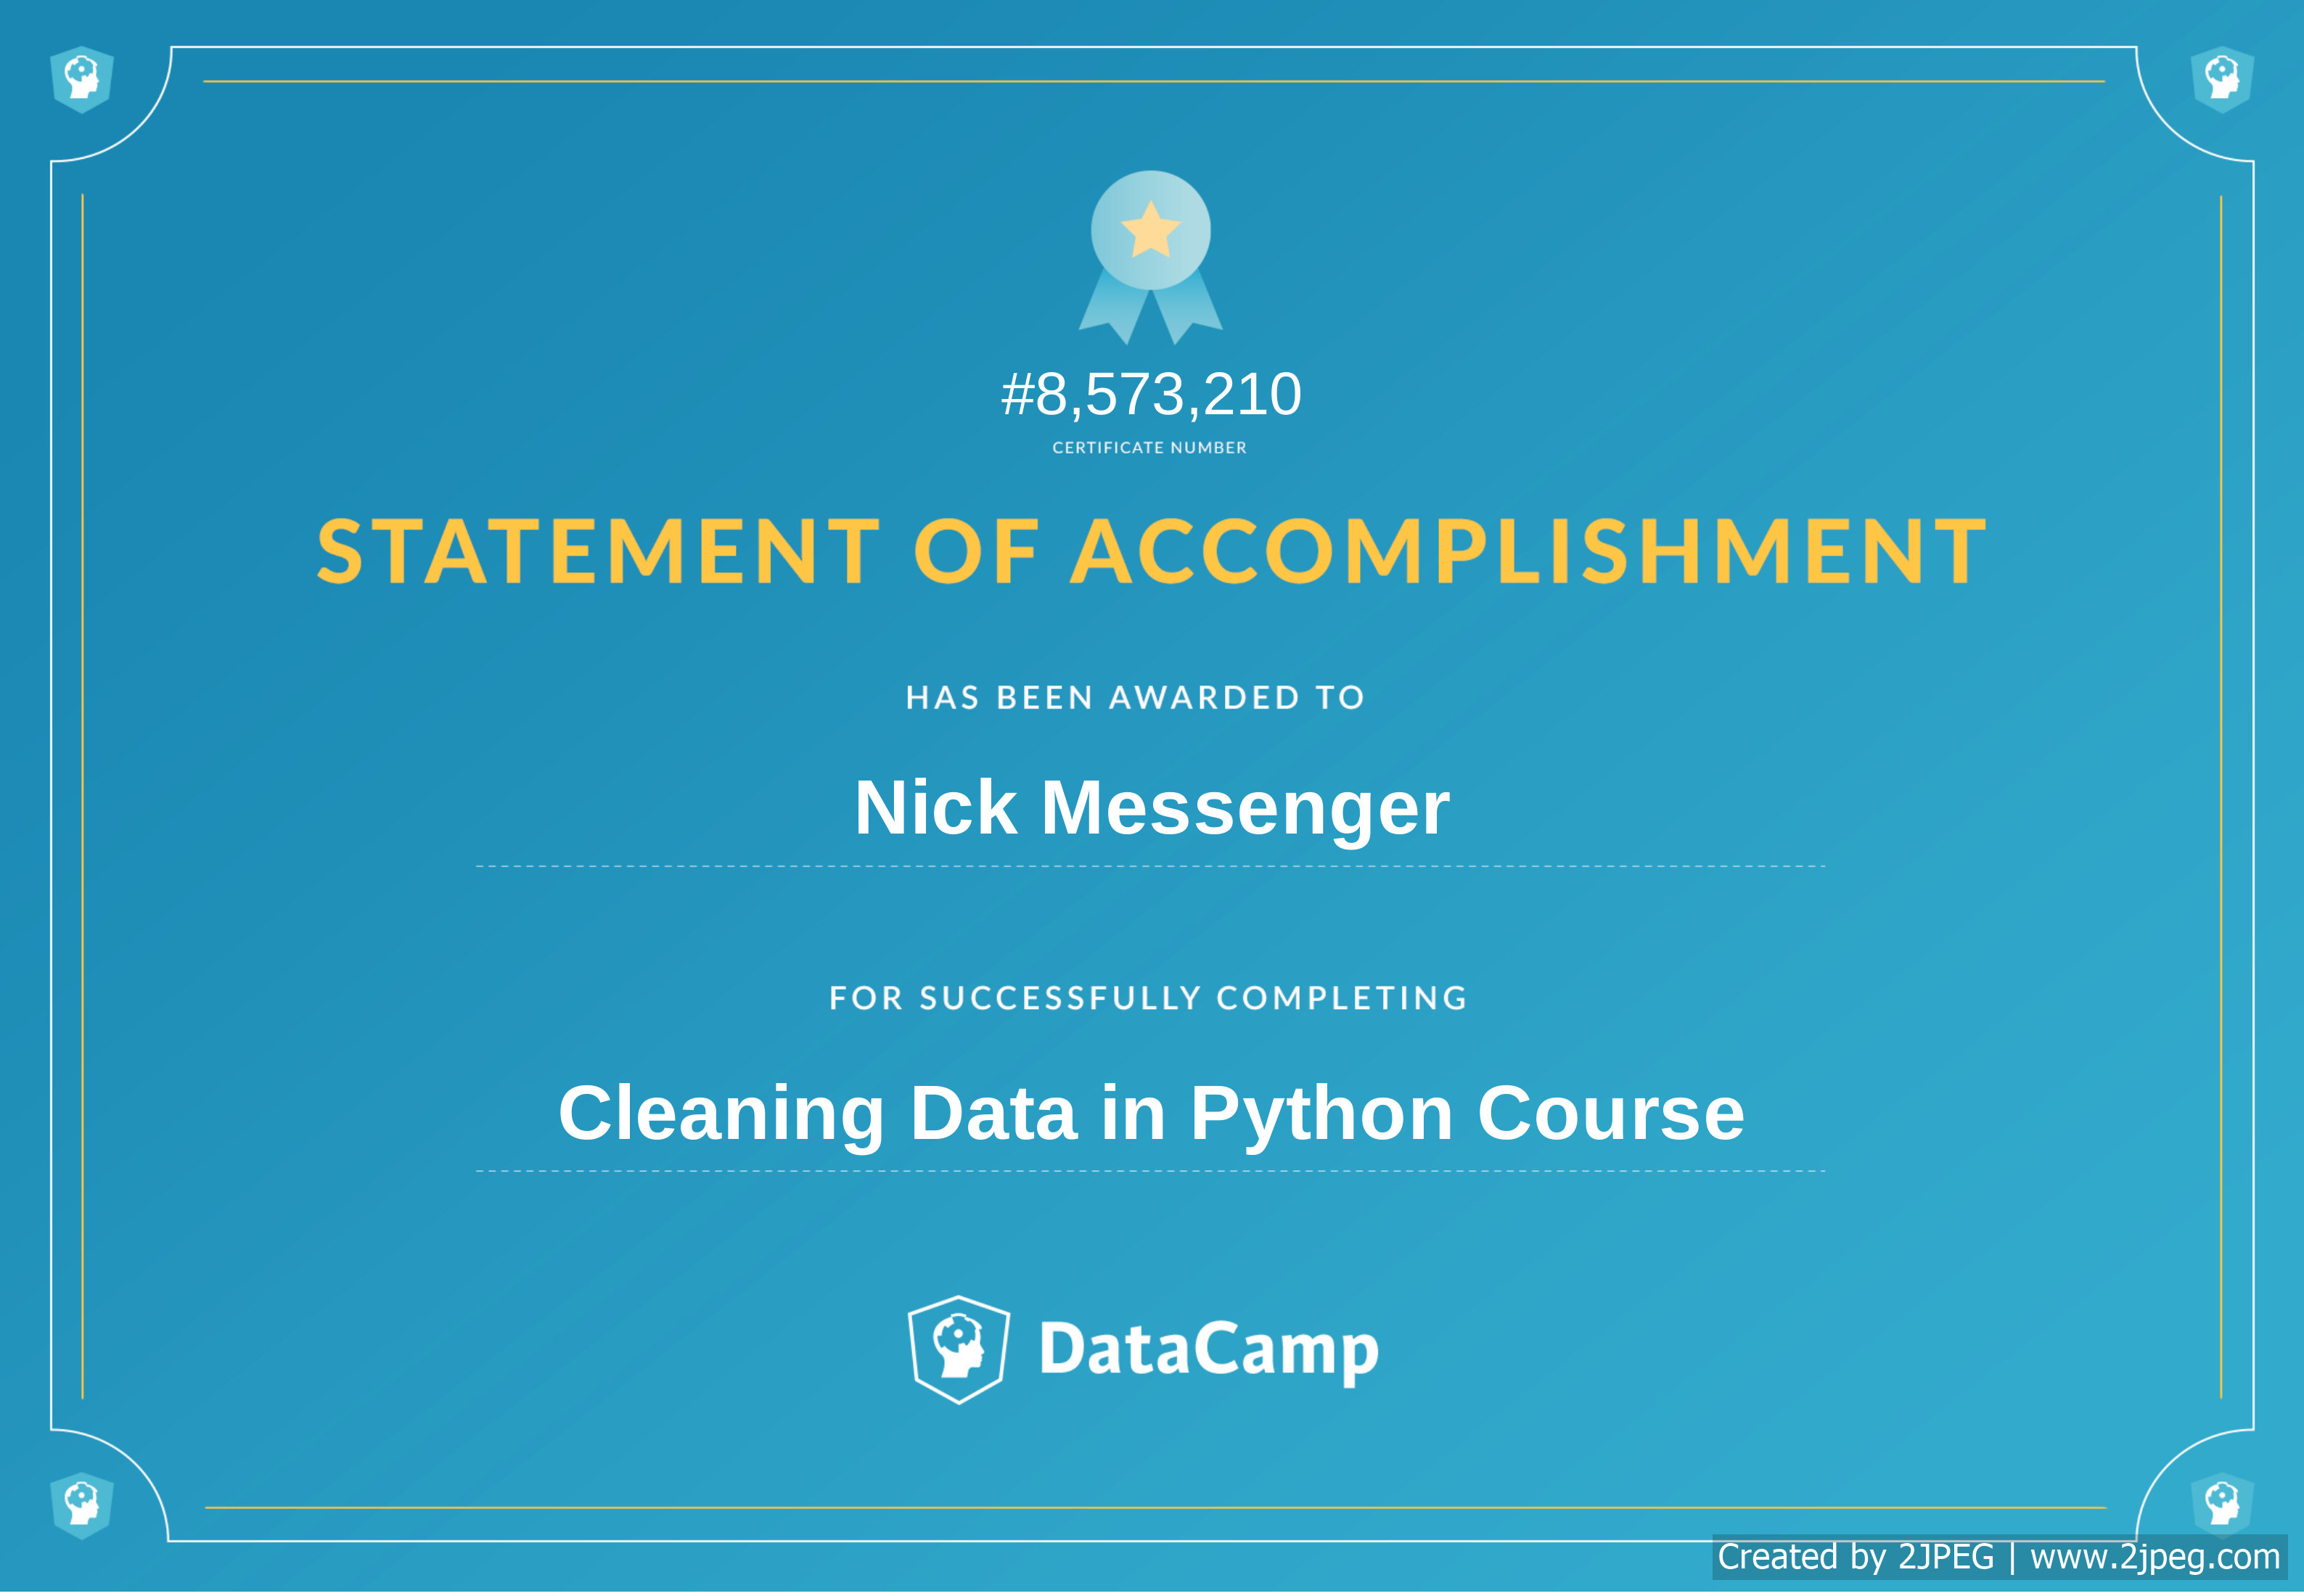 #8,573,210
CERTIFICATE NUMBER
STATEMENT OF ACCOMPLISHMENT
HAS BEEN AWARDED TO
Nick Messenger
FOR SUCCESSFULLY COMPLETING
Cleaning Data in Python Course
DataCamp
Created by 2JPEG | www.2jpeg.com